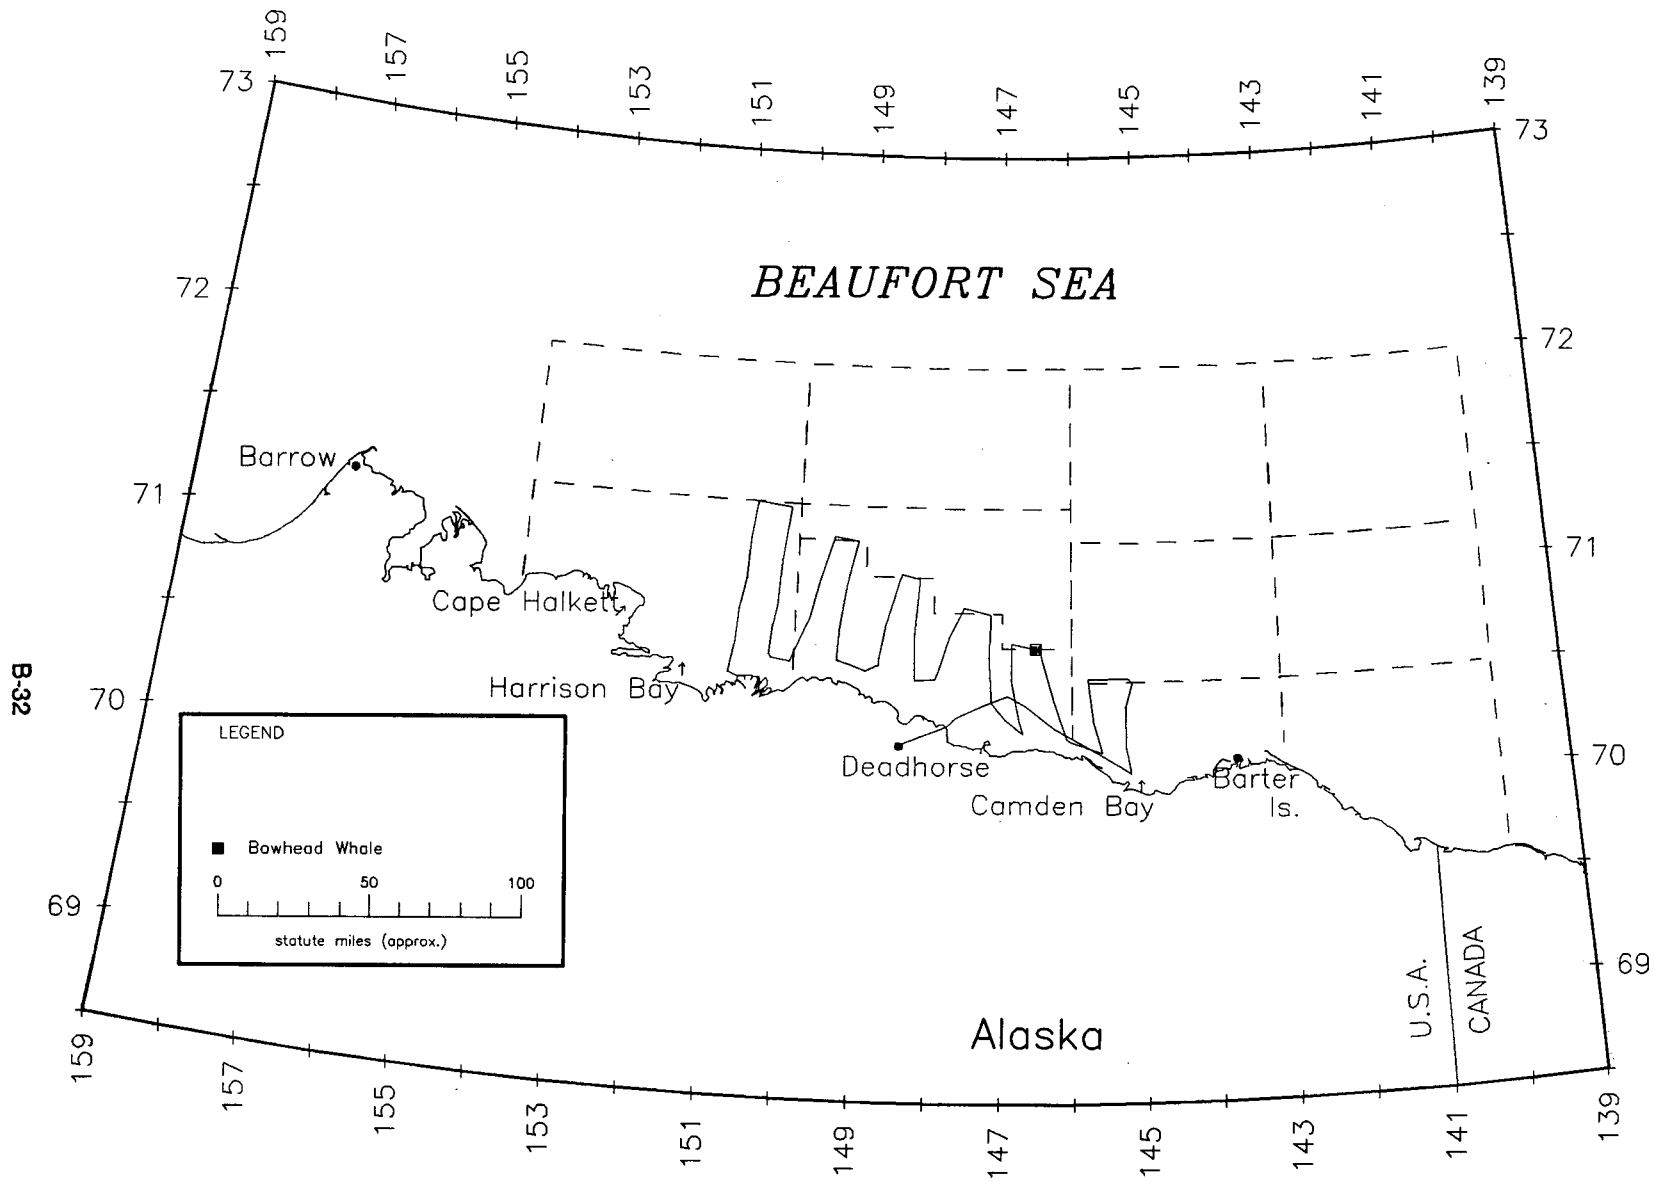 159
157
155
153
151
149
147
145
143
141
139
73
73
BEAUFORT SEA
72
72
Barrow
71
71
Cape Halkett
Harrison Bay
70
70
Deadhorse
Camden Bay
Barter
Is.
LEGEND
Bowhead Whale
0 50 100
statute miles (approx.)
69
69
U.S.A.
CANADA
Alaska
159
157
155
153
151
149
147
145
143
141
139
B-32